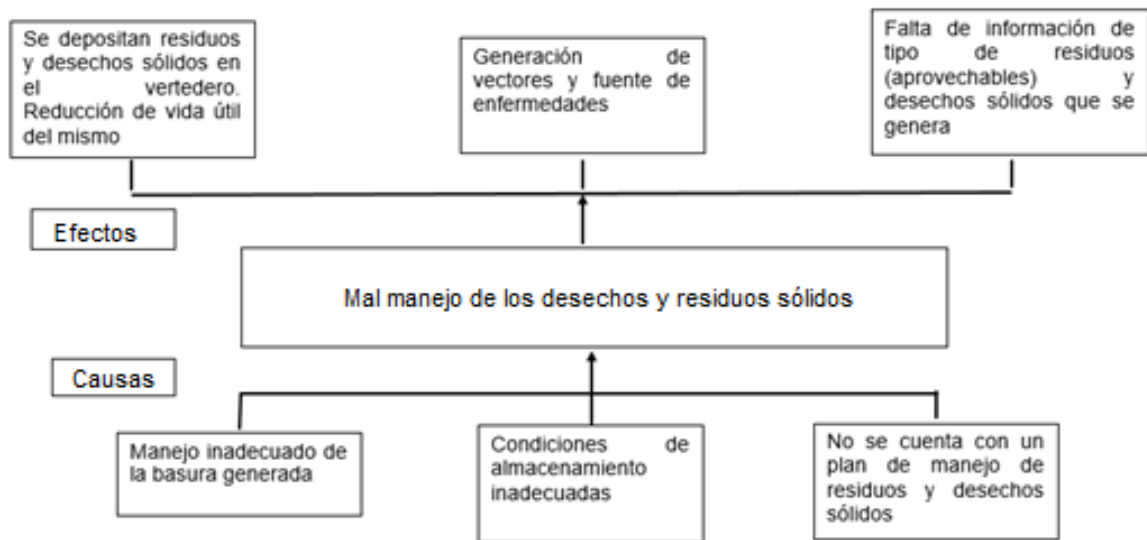 Se depositan residuos
y desechos sólidos en
el vertedero.
Reducción de vida útil
del mismo
Generación de
vectores y fuente de
enfermedades
Falta de información de
tipo de residuos
(aprovechables) y
desechos sólidos que se
genera
Efectos
Mal manejo de los desechos y residuos sólidos
Causas
Manejo inadecuado de
la basura generada
Condiciones de
almacenamiento
inadecuadas
No se cuenta con un
plan de manejo de
residuos y desechos
sólidos